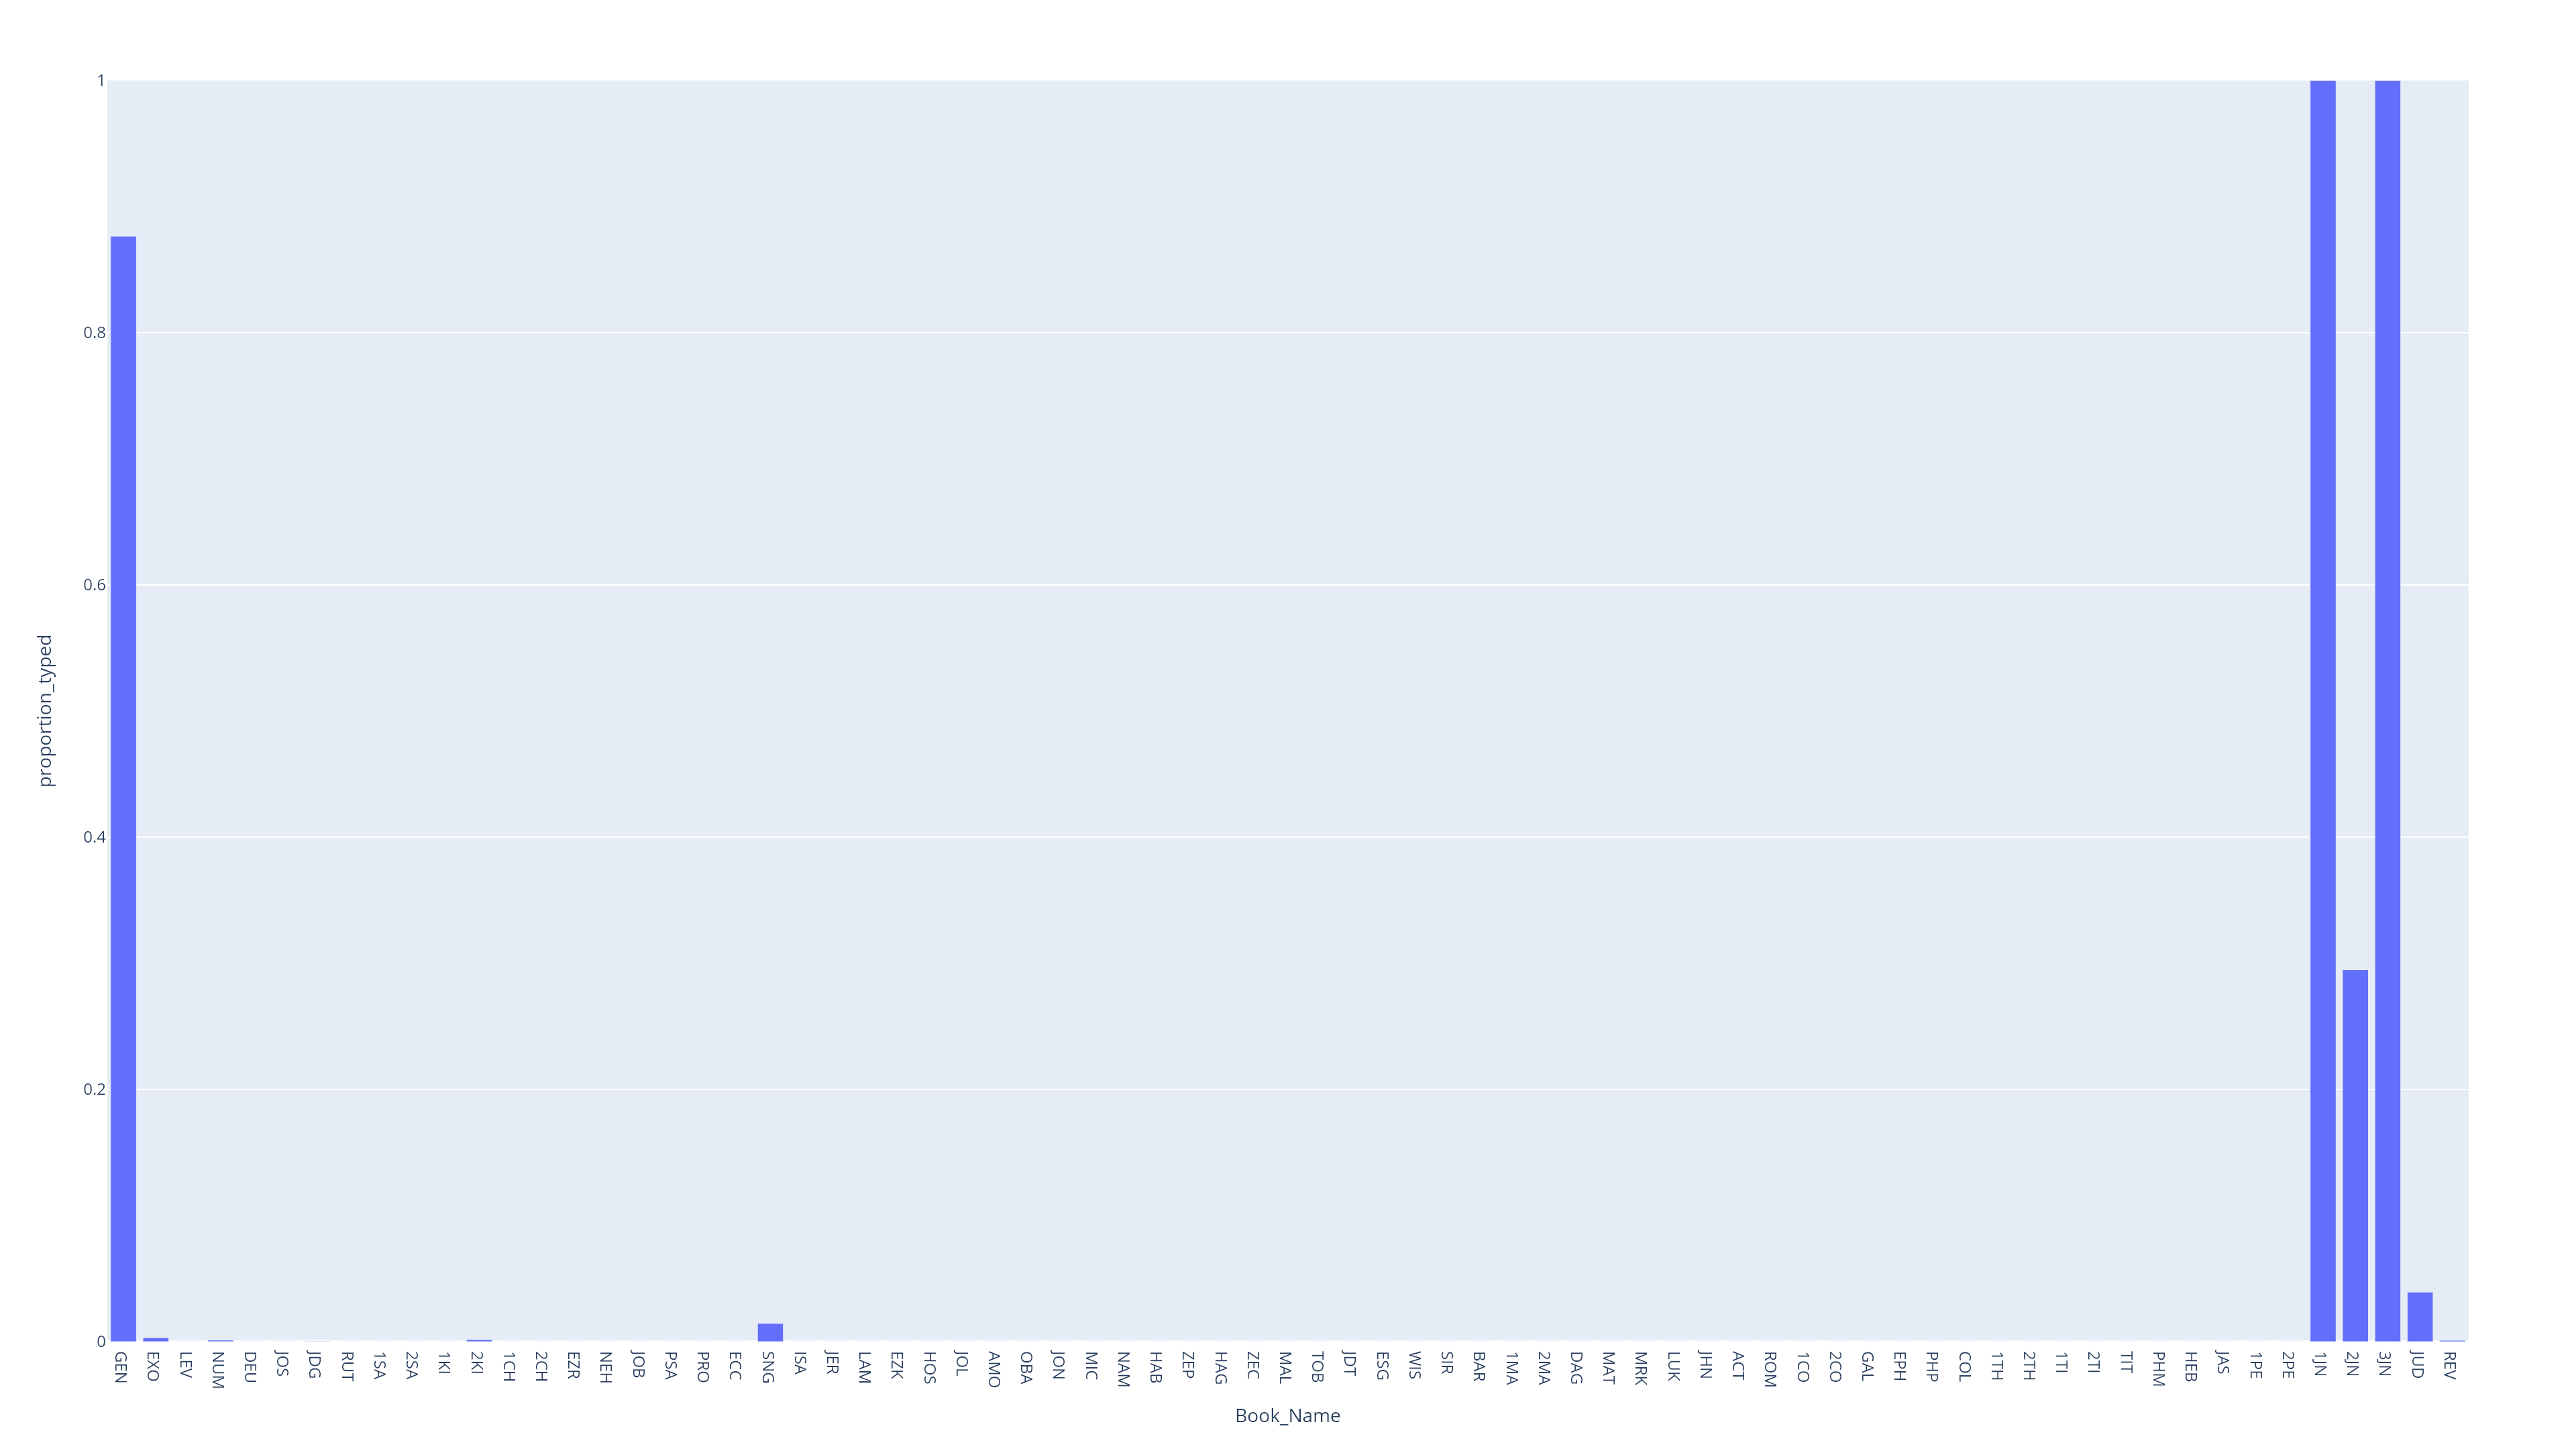 1
0.8
0.6
0.4
0.2
0
proportion_typed
GEN
EXO
LEV
NUM
DEU
JOS
JDG
RUT
1SA
2SA
1KI
2KI
1CH
2CH
EZR
NEH
JOB
PSA
PRO
ECC
SNG
ISA
JER
LAM
EZK
HOS
JOL
AMO
OBA
JON
MIC
NAM
HAB
ZEP
HAG
ZEC
MAL
TOB
JDT
ESG
WIS
SIR
BAR
1MA
2MA
DAG
MAT
MRK
LUK
JHN
ACT
ROM
1CO
2CO
GAL
EPH
PHP
COL
1TH
2TH
1TI
2TI
TIT
PHM
HEB
JAS
1PE
2PE
1JN
2JN
3JN
JUD
REV
Book_Name